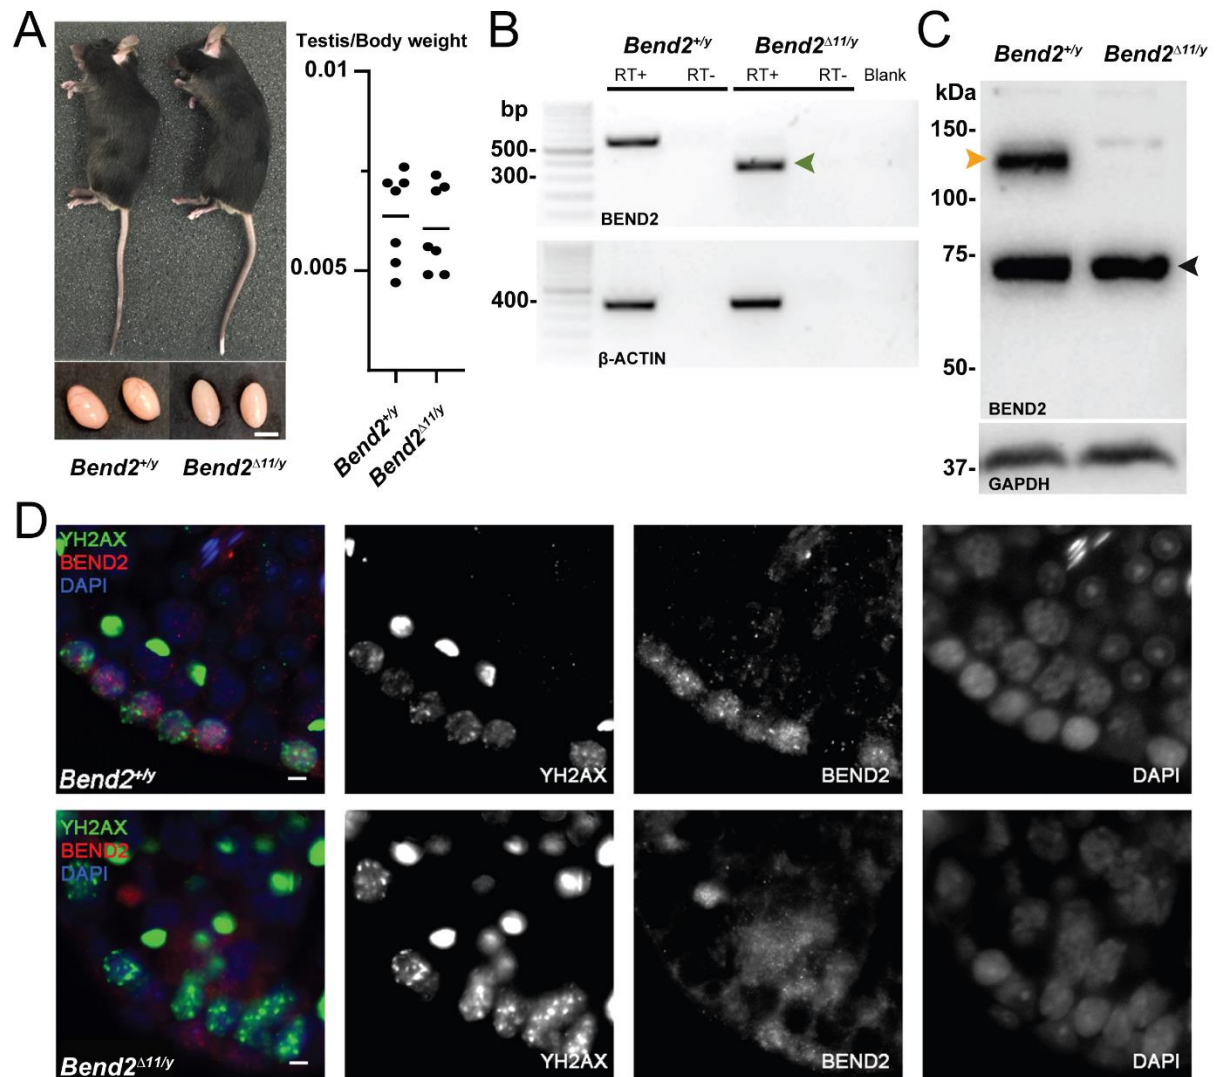 A
Testis/Body weight
0.01
0.005
Bend2+/y
Bend2Δ11/y
Bend2+/y
Bend2Δ11/y
B
Bend2+/y
Bend2Δ11/y
RT+
RT-
RT+
RT-
Blank
bp
500-
300-
BEND2
400-
β-ACTIN
C
Bend2+/y
Bend2Δ11/y
kDa
150-
100-
75-
50-
BEND2
37-
GAPDH
D
YH2AX
BEND2
DAPI
Bend2+/y
YH2AX
BEND2
DAPI
YH2AX
BEND2
DAPI
Bend2Δ11/y
YH2AX
BEND2
DAPI